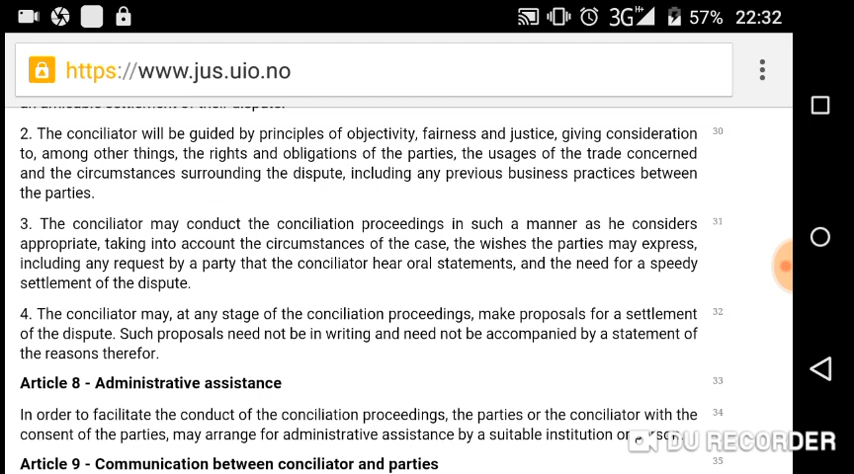 3G H+ 57% 22:32
https://www.jus.uio.no
an amicable settlement of their dispute.
2. The conciliator will be guided by principles of objectivity, fairness and justice, giving consideration 30
to, among other things, the rights and obligations of the parties, the usages of the trade concerned
and the circumstances surrounding the dispute, including any previous business practices between
the parties.
3. The conciliator may conduct the conciliation proceedings in such a manner as he considers 31
appropriate, taking into account the circumstances of the case, the wishes the parties may express,
including any request by a party that the conciliator hear oral statements, and the need for a speedy
settlement of the dispute.
4. The conciliator may, at any stage of the conciliation proceedings, make proposals for a settlement 32
of the dispute. Such proposals need not be in writing and need not be accompanied by a statement of
the reasons therefor.
Article 8 - Administrative assistance 33
In order to facilitate the conduct of the conciliation proceedings, the parties or the conciliator with the 34
consent of the parties, may arrange for administrative assistance by a suitable institution or person.
DU RECORDER
Article 9 - Communication between conciliator and parties 35